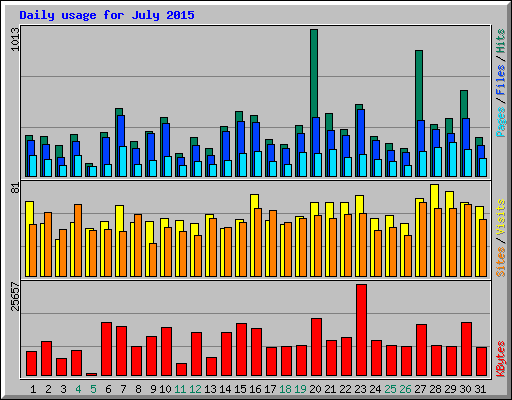 Daily usage for July 2015
1013
Pages / Files / Hits
81
Sites / Visits
25657
KBytes
1 2 3 4 5 6 7 8 9 10 11 12 13 14 15 16 17 18 19 20 21 22 23 24 25 26 27 28 29 30 31